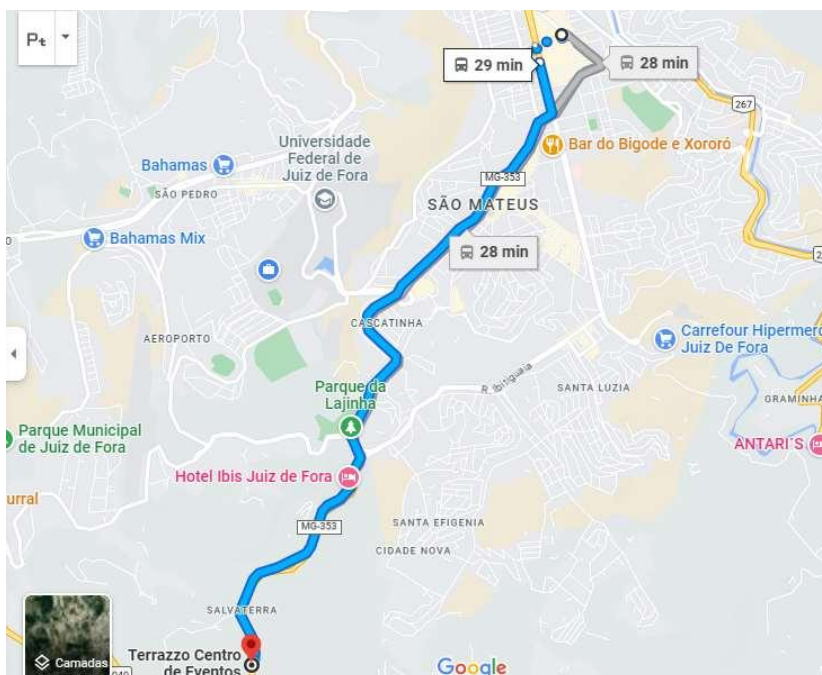 Pt
29 min
28 min
267
Bar do Bigode e Xororó
Universidade
Federal de
Juiz de Fora
Bahamas
SÃO PEDRO
MG-353
SÃO MATEUS
Bahamas Mix
28 min
CASCATINHA
AEROPORTO
Carrefour Hipermerc
Juiz De Fora
R. Ibitiguaia
SANTA LUZIA
Parque da
Lajinha
GRAMINHA
Parque Municipal
de Juiz de Fora
ANTARI'S
Hotel Ibis Juiz de Fora
urral
MG-353
SANTA EFIGENIA
CIDADE NOVA
SALVATERRA
Terrazzo Centro
de Eventos
Camadas
040
Google